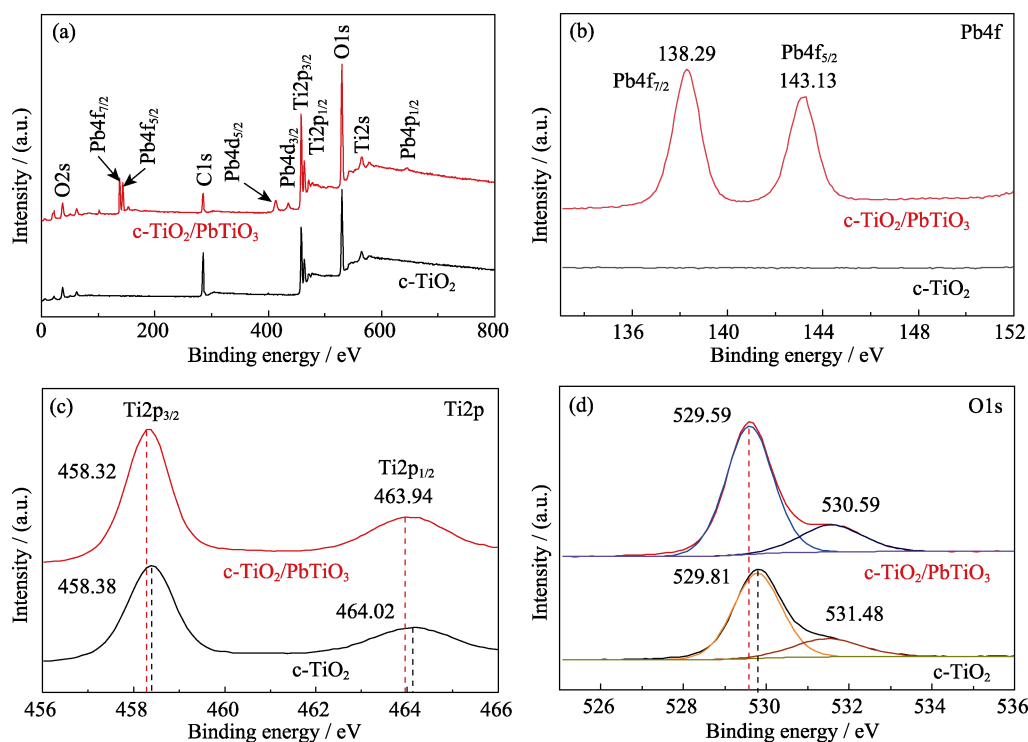 (a)
O1s
Ti2p3/2
Ti2p1/2
Pb4f7/2
Pb4f5/2
Pb4d5/2
Pb4d3/2
Ti2s
Pb4p1/2
O2s
C1s
c-TiO2/PbTiO3
c-TiO2
Intensity / (a.u.)
0 200 400 600 800
Binding energy / eV
(b)
Pb4f
138.29
Pb4f5/2
Pb4f7/2
143.13
c-TiO2/PbTiO3
c-TiO2
Intensity / (a.u.)
136 140 144 148 152
Binding energy / eV
(c)
Ti2p3/2
Ti2p
458.32
Ti2p1/2
463.94
c-TiO2/PbTiO3
458.38
464.02
c-TiO2
Intensity / (a.u.)
456 458 460 462 464 466
Binding energy / eV
(d)
529.59
O1s
530.59
c-TiO2/PbTiO3
529.81
531.48
c-TiO2
Intensity / (a.u.)
526 528 530 532 534 536
Binding energy / eV